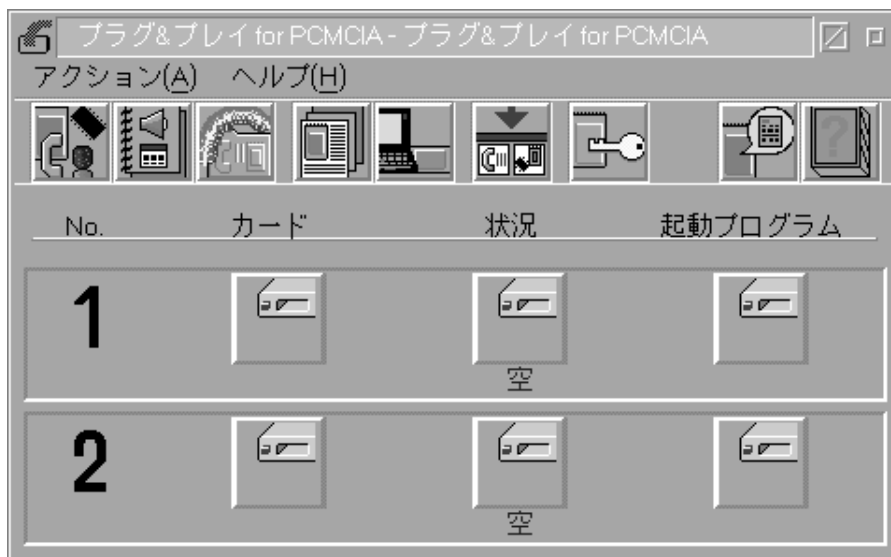 プラグ&プレイ for PCMCIA - プラグ&プレイ for PCMCIA
アクション(A) ヘルプ(H)
No. カード 状況 起動プログラム
1
空
2
空